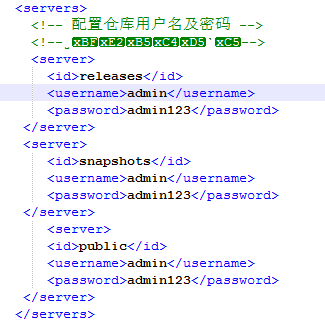 <servers>
<!-- 配置仓库用户名及密码 -->
<!--ˍxBFxE2xB5xC4xD5`xC5-->
<server>
<id>releases</id>
<username>admin</username>
<password>admin123</password>
</server>
<server>
<id>snapshots</id>
<username>admin</username>
<password>admin123</password>
</server>
<server>
<id>public</id>
<username>admin</username>
<password>admin123</password>
</server>
</servers>